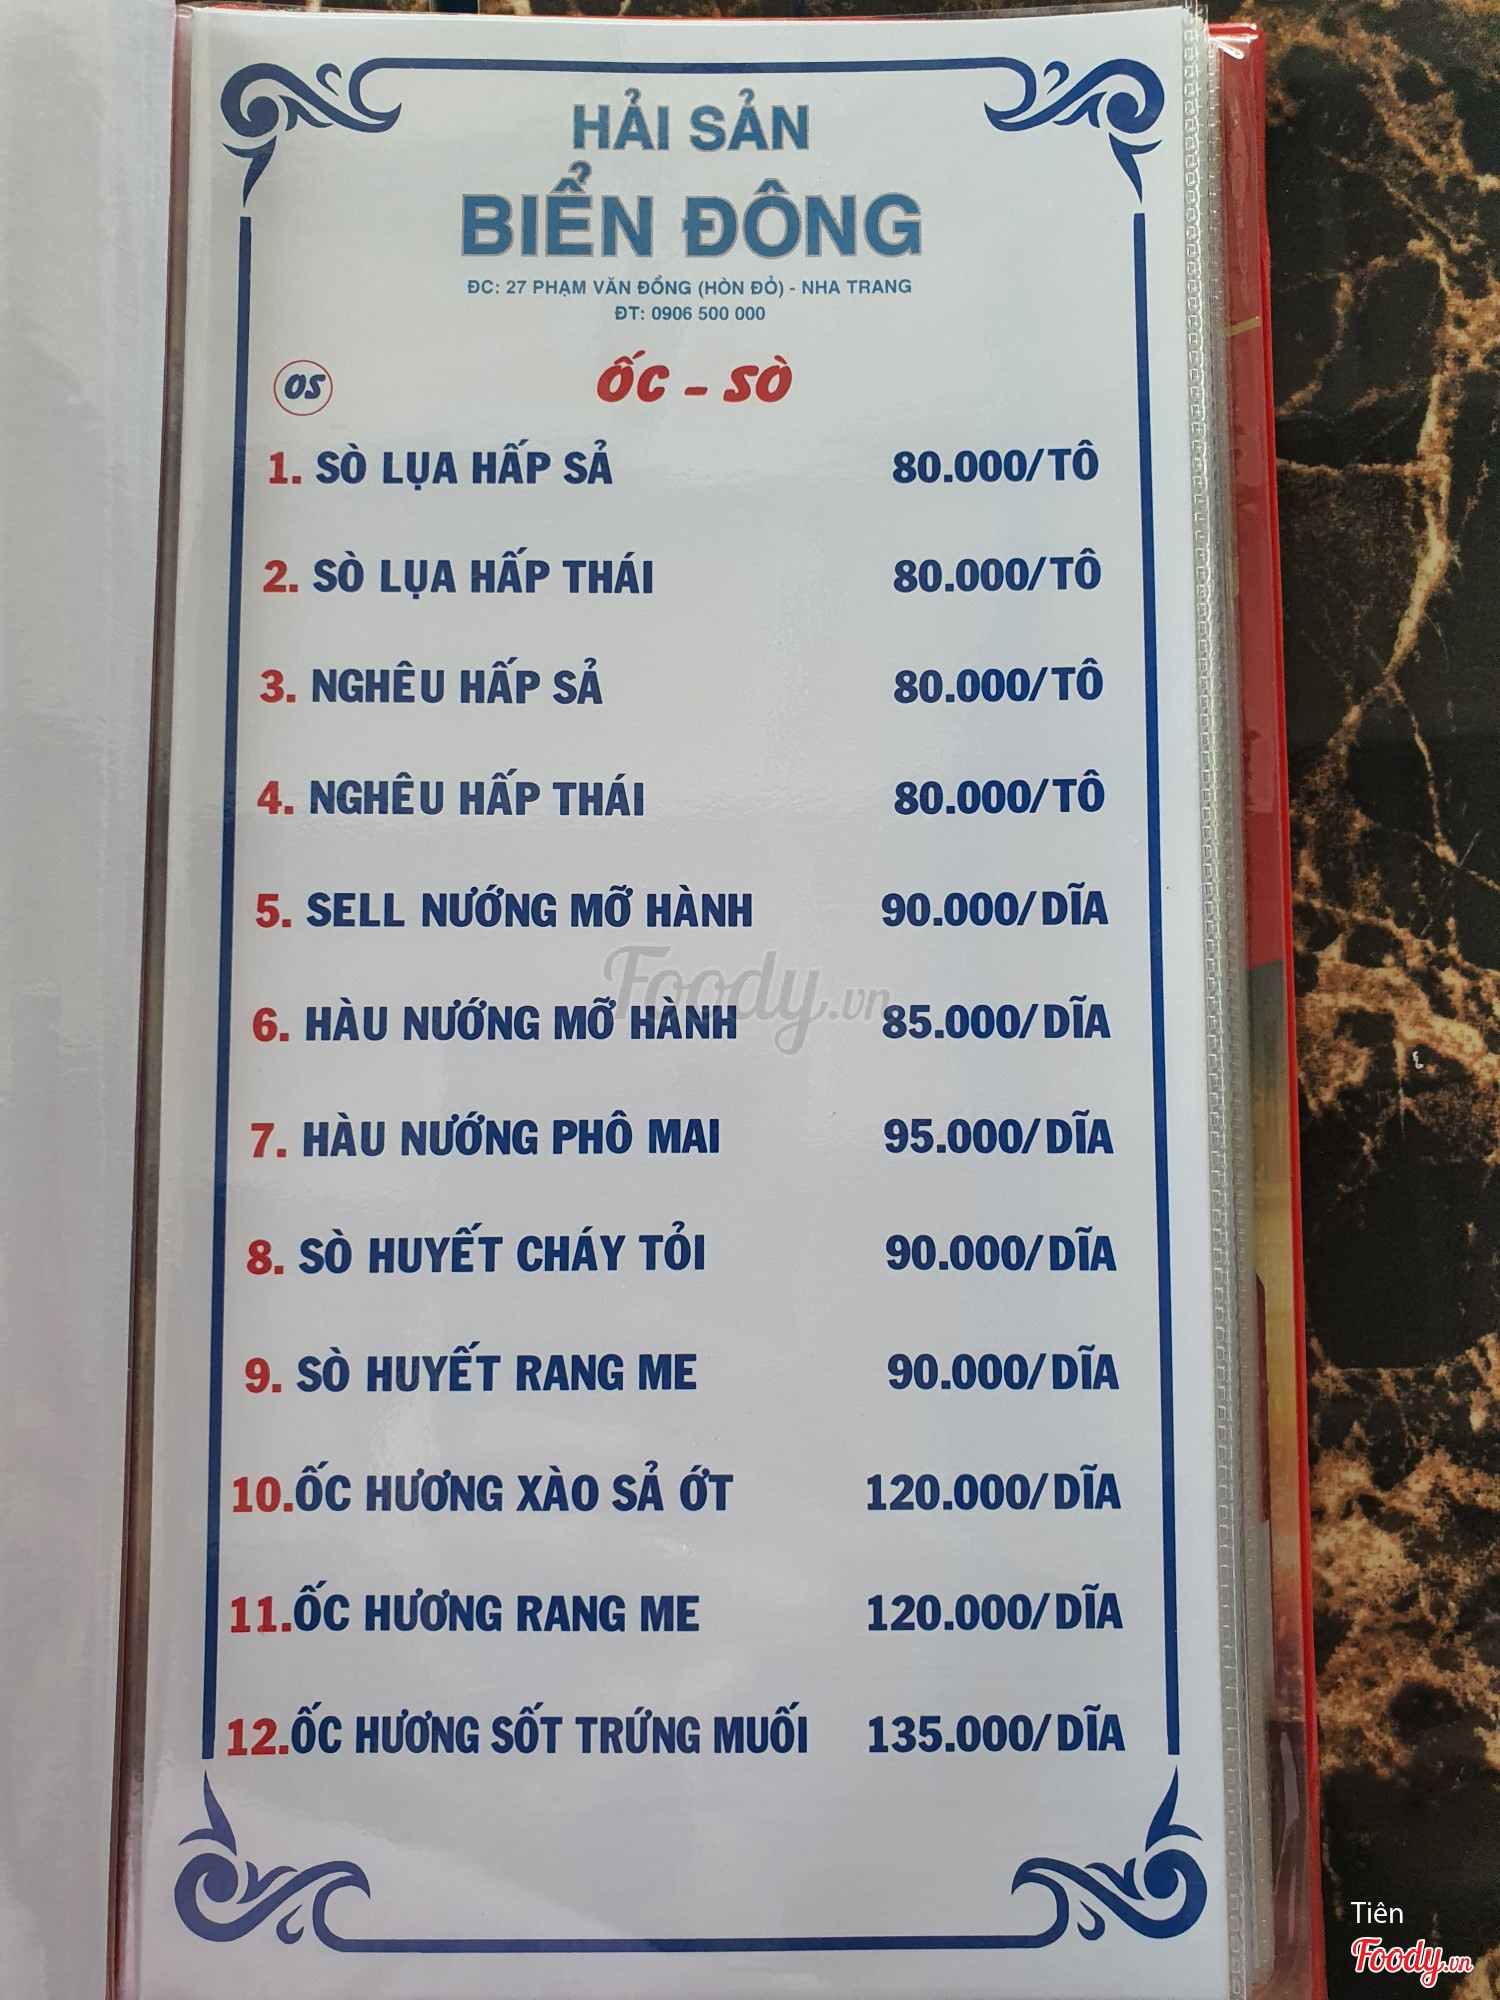 HẢI SẢN
BIỂN ĐÔNG
ĐC: 27 PHẠM VĂN ĐỒNG (HÒN ĐỎ) - NHA TRANG
ĐT: 0906 500 000
OS ỐC - SÒ
1. SÒ LỤA HẤP SẢ 80.000/TÔ
2. SÒ LỤA HẤP THÁI 80.000/TÔ
3. NGHÊU HẤP SẢ 80.000/TÔ
4. NGHÊU HẤP THÁI 80.000/TÔ
5. SELL NƯỚNG MỠ HÀNH 90.000/DĨA
Foody.vn
6. HÀU NƯỚNG MỠ HÀNH 85.000/DĨA
7. HÀU NƯỚNG PHÔ MAI 95.000/DĨA
8. SÒ HUYẾT CHÁY TỎI 90.000/DĨA
9. SÒ HUYẾT RANG ME 90.000/DĨA
10.ỐC HƯƠNG XÀO SẢ ỚT 120.000/DĨA
11.ỐC HƯƠNG RANG ME 120.000/DĨA
12.ỐC HƯƠNG SỐT TRỨNG MUỐI 135.000/DĨA
Tiên
Foody.vn